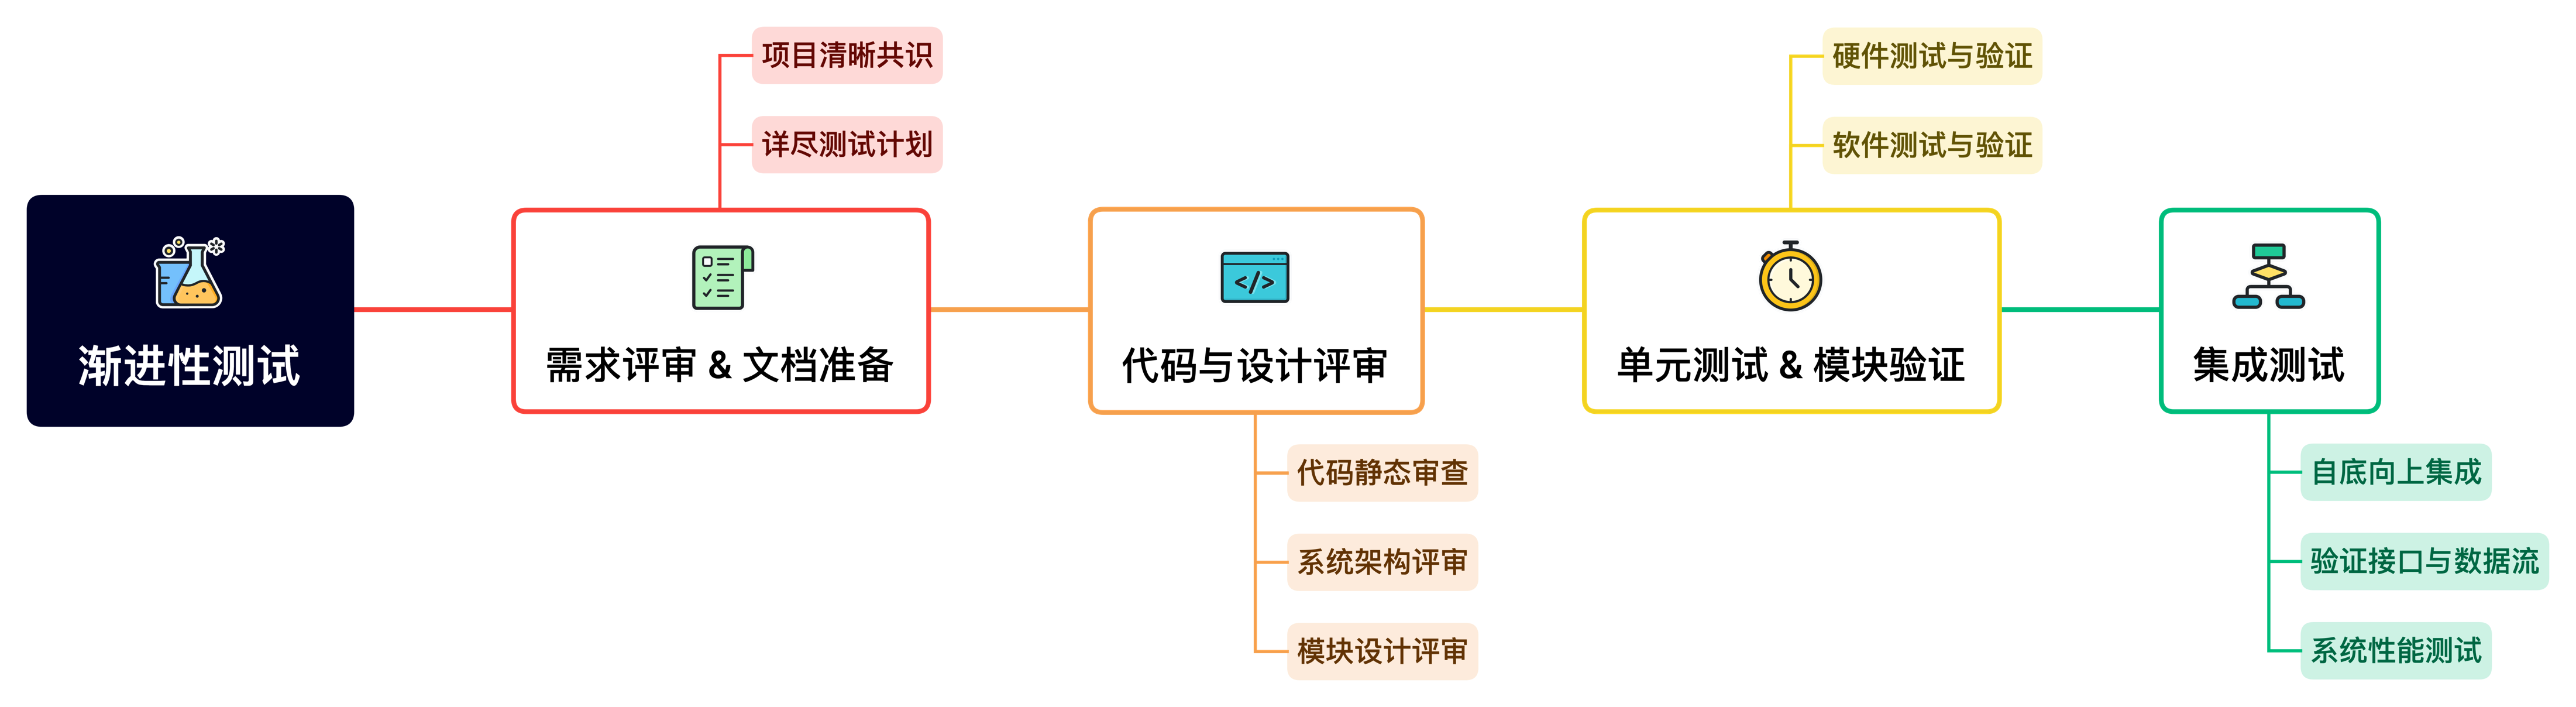 渐进性测试
需求评审 & 文档准备
项目清晰共识
详尽测试计划
代码与设计评审
代码静态审查
系统架构评审
模块设计评审
单元测试 & 模块验证
硬件测试与验证
软件测试与验证
集成测试
自底向上集成
验证接口与数据流
系统性能测试